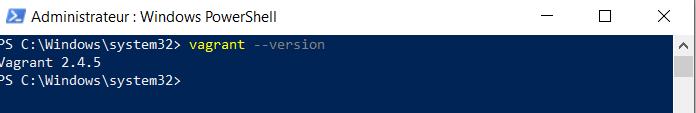 Administrateur : Windows PowerShell
PS C:\Windows\system32> vagrant --version
Vagrant 2.4.5
PS C:\Windows\system32>